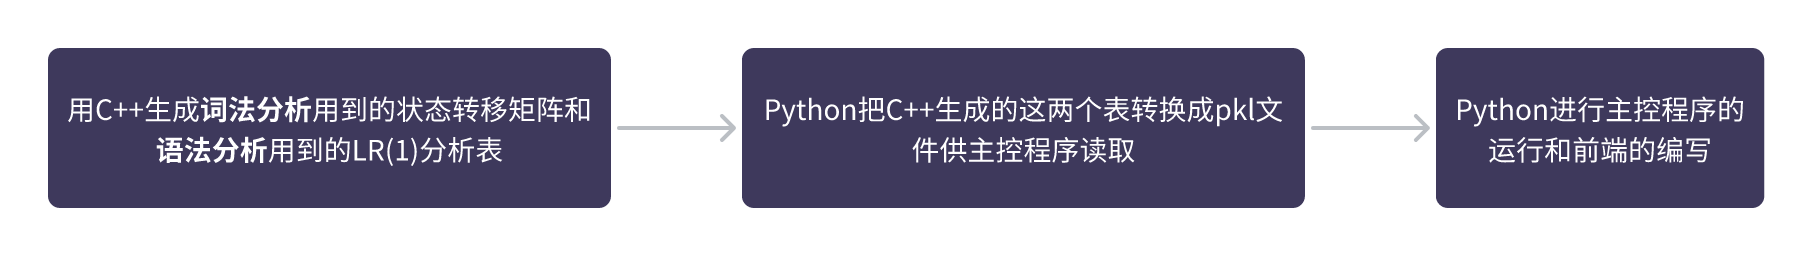 用C++生成词法分析用到的状态转移矩阵和
语法分析用到的LR(1)分析表
Python把C++生成的这两个表转换成pkl文
件供主控程序读取
Python进行主控程序的
运行和前端的编写